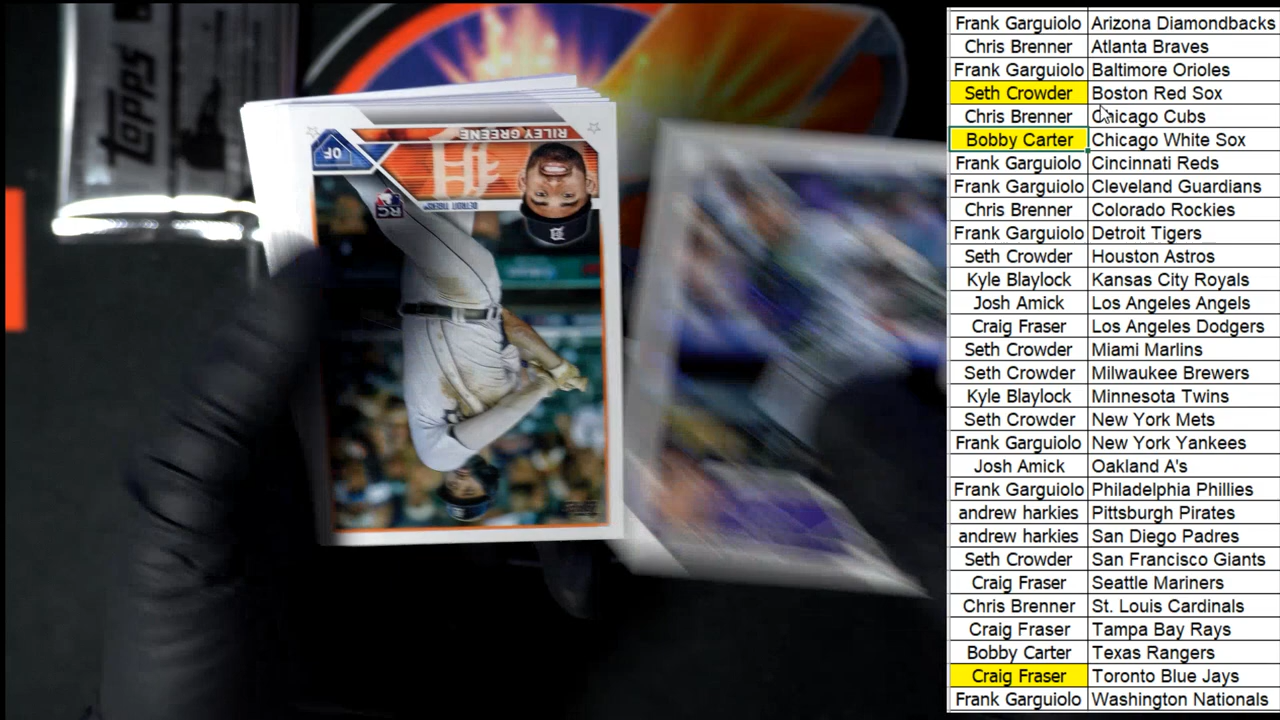 topps
RILEY GREENE
OF
DETROIT TIGERS
RC
Frank Garguiolo Arizona Diamondbacks
Chris Brenner Atlanta Braves
Frank Garguiolo Baltimore Orioles
Seth Crowder Boston Red Sox
Chris Brenner Chicago Cubs
Bobby Carter Chicago White Sox
Frank Garguiolo Cincinnati Reds
Frank Garguiolo Cleveland Guardians
Chris Brenner Colorado Rockies
Frank Garguiolo Detroit Tigers
Seth Crowder Houston Astros
Kyle Blaylock Kansas City Royals
Josh Amick Los Angeles Angels
Craig Fraser Los Angeles Dodgers
Seth Crowder Miami Marlins
Seth Crowder Milwaukee Brewers
Kyle Blaylock Minnesota Twins
Seth Crowder New York Mets
Frank Garguiolo New York Yankees
Josh Amick Oakland A's
Frank Garguiolo Philadelphia Phillies
andrew harkies Pittsburgh Pirates
andrew harkies San Diego Padres
Seth Crowder San Francisco Giants
Craig Fraser Seattle Mariners
Chris Brenner St. Louis Cardinals
Craig Fraser Tampa Bay Rays
Bobby Carter Texas Rangers
Craig Fraser Toronto Blue Jays
Frank Garguiolo Washington Nationals